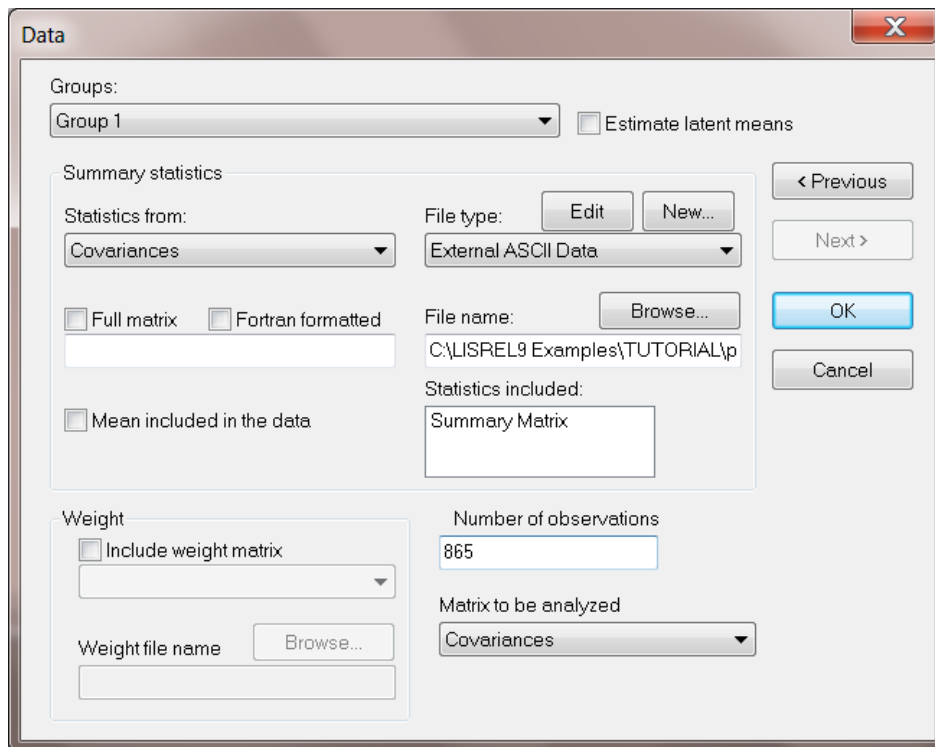 Data
X
Groups:
Group 1
Estimate latent means
Summary statistics
< Previous
Statistics from:
File type:
Edit
New...
Covariances
External ASCII Data
Next >
Full matrix
Fortran formatted
File name:
Browse...
OK
C:\LISREL9 Examples\TUTORIAL\p
Cancel
Statistics included:
Mean included in the data
Summary Matrix
Weight
Include weight matrix
Weight file name
Browse...
Number of observations
865
Matrix to be analyzed
Covariances